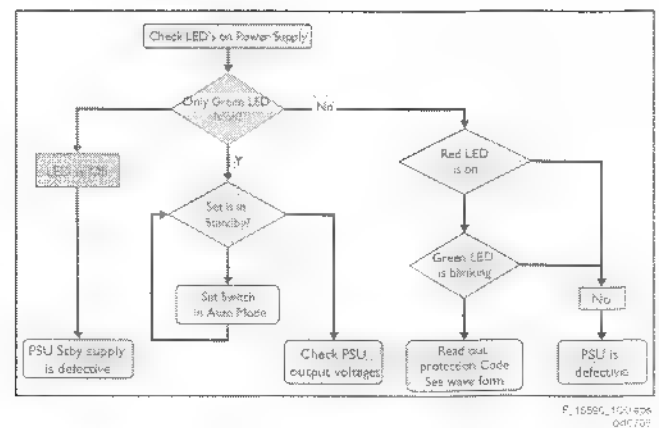 Check LED's on Power Supply
Only Green LED
No
Y
Red LED
is on
Set is in
Standby?
Green LED
is blinking
Set Switch
in Auto Mode
No
PSU Stby supply
is defective
Check PSU
output voltages
Read out
protection Code
See wave form
PSU is
defective